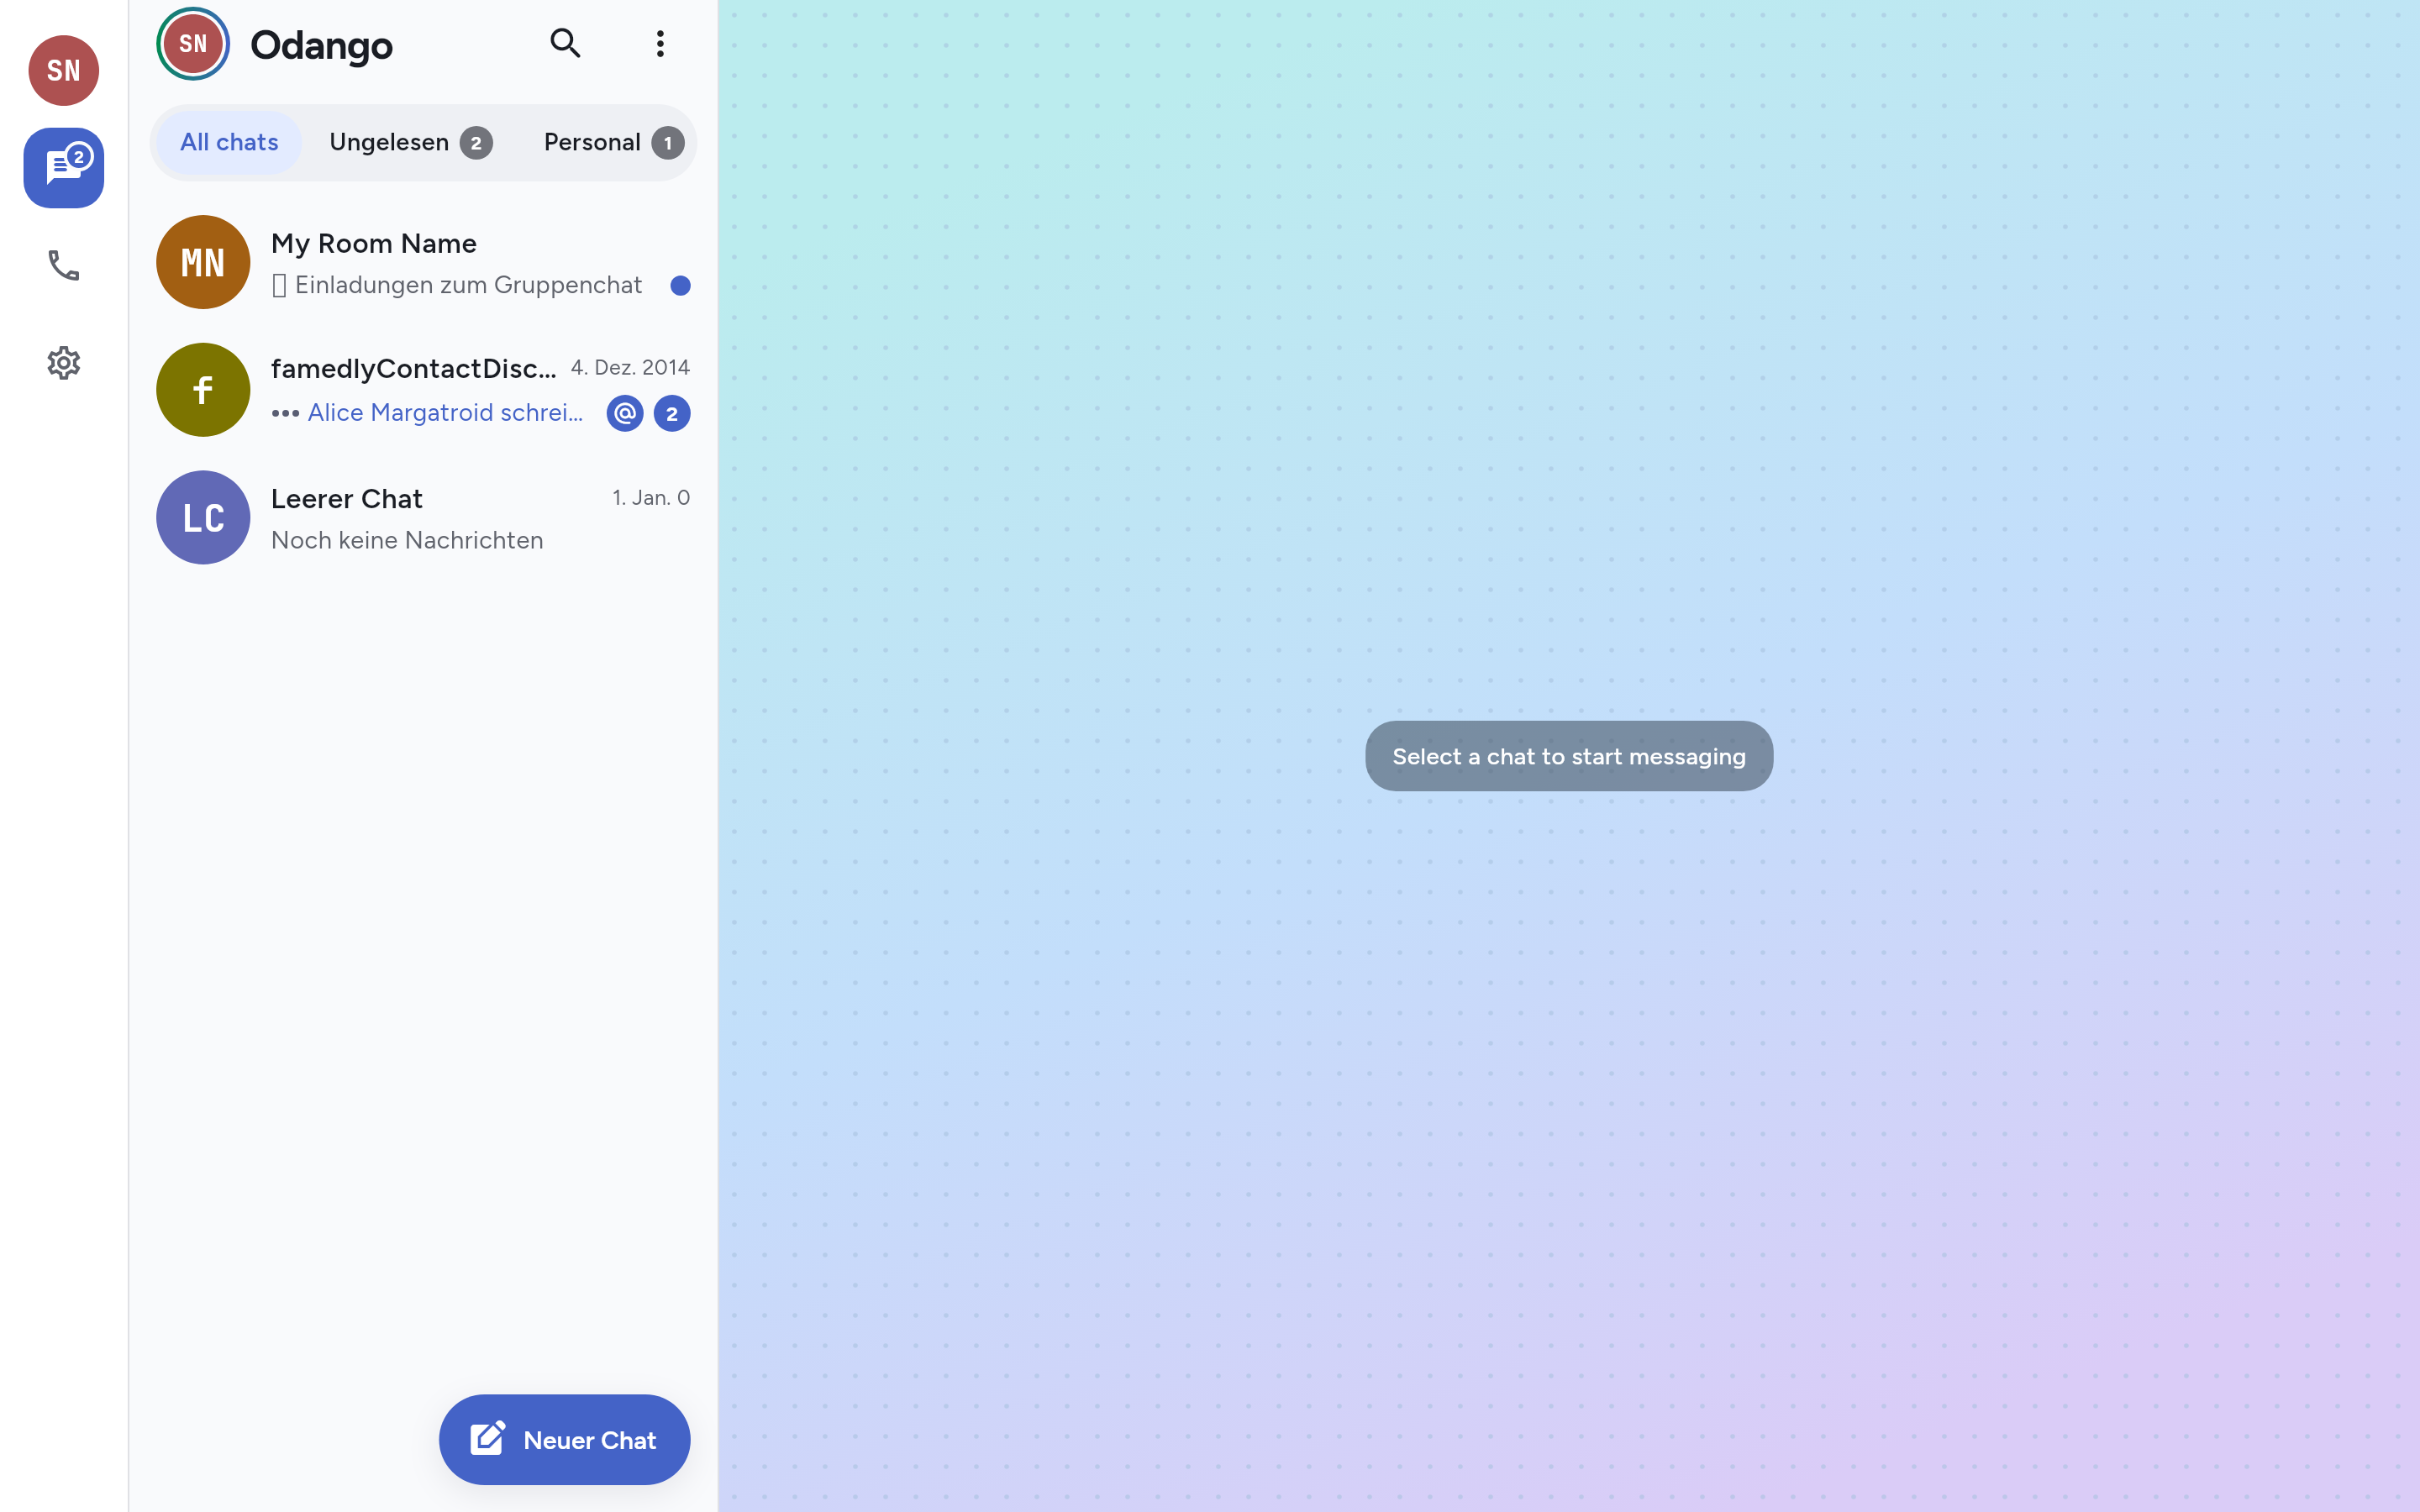 SN
2
SN
Odango
All chats
Ungelesen 2
Personal 1
MN
My Room Name
Einladungen zum Gruppenchat
f
famedlyContactDisc... 4. Dez. 2014
••• Alice Margatroid schrei... @ 2
LC
Leerer Chat 1. Jan. 0
Noch keine Nachrichten
Neuer Chat
Select a chat to start messaging